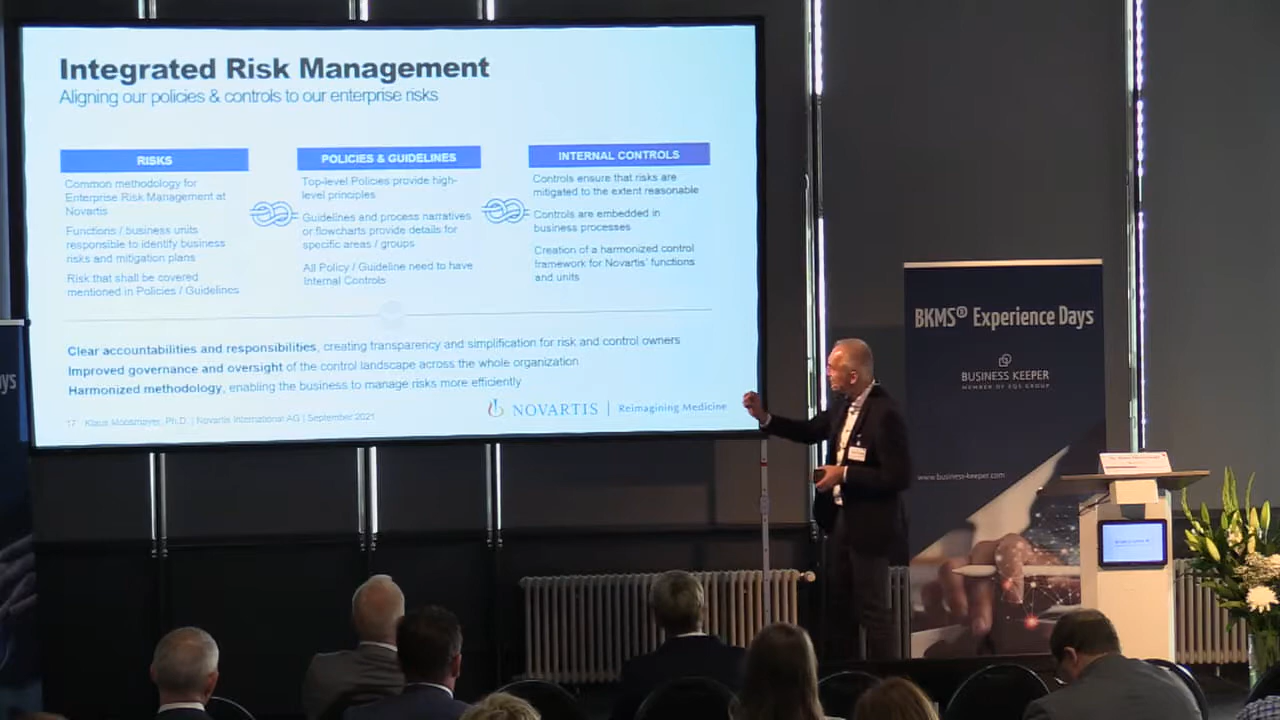 Integrated Risk Management
Aligning our policies & controls to our enterprise risks
RISKS
Common methodology for
Enterprise Risk Management at
Novartis
Functions / business units
responsible to identify business
risks and mitigation plans
Risk that shall be covered
mentioned in Policies / Guidelines
POLICIES & GUIDELINES
Top-level Policies provide high-
level principles
Guidelines and process narratives
or flowcharts provide details for
specific areas / groups
All Policy / Guideline need to have
Internal Controls
INTERNAL CONTROLS
Controls ensure that risks are
mitigated to the extent reasonable
Controls are embedded in
business processes
Creation of a harmonized control
framework for Novartis' functions
and units
Clear accountabilities and responsibilities, creating transparency and simplification for risk and control owners
Improved governance and oversight of the control landscape across the whole organization
Harmonized methodology, enabling the business to manage risks more efficiently
17 Klaus Moosmayer, Ph.D. | Novartis International AG | September 2021
NOVARTIS | Reimagining Medicine
BKMS® Experience Days
BUSINESS KEEPER
MEMBER OF EQS GROUP
www.business-keeper.com
ays